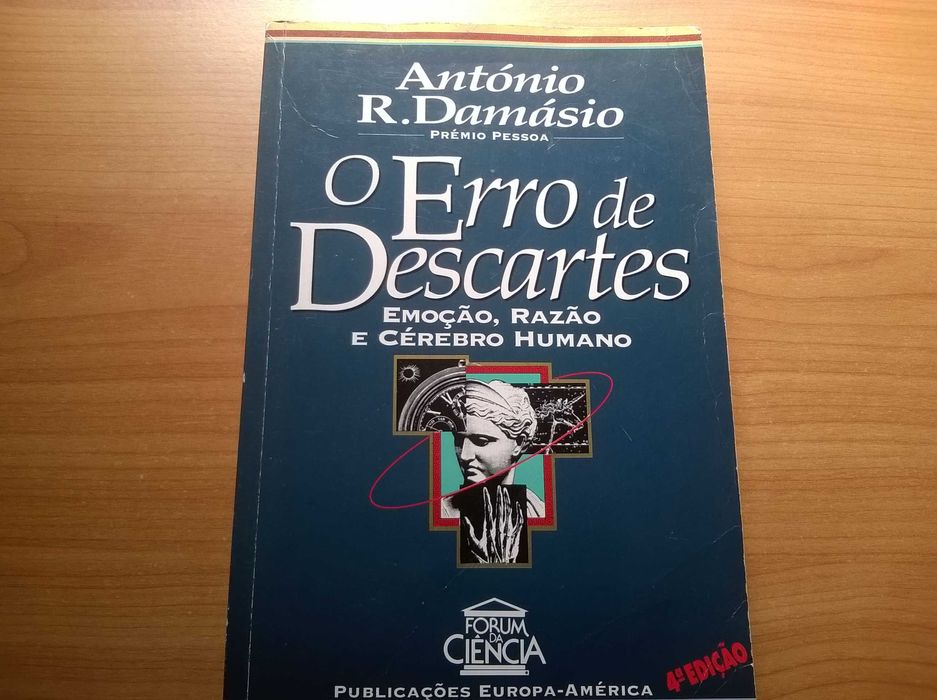 António
R. Damásio
PRÉMIO PESSOA
O Erro de
Descartes
EMOÇÃO, RAZÃO
E CÉREBRO HUMANO
FORUM
DA
CIÊNCIA
4ª EDIÇÃO
PUBLICAÇÕES EUROPA-AMÉRICA